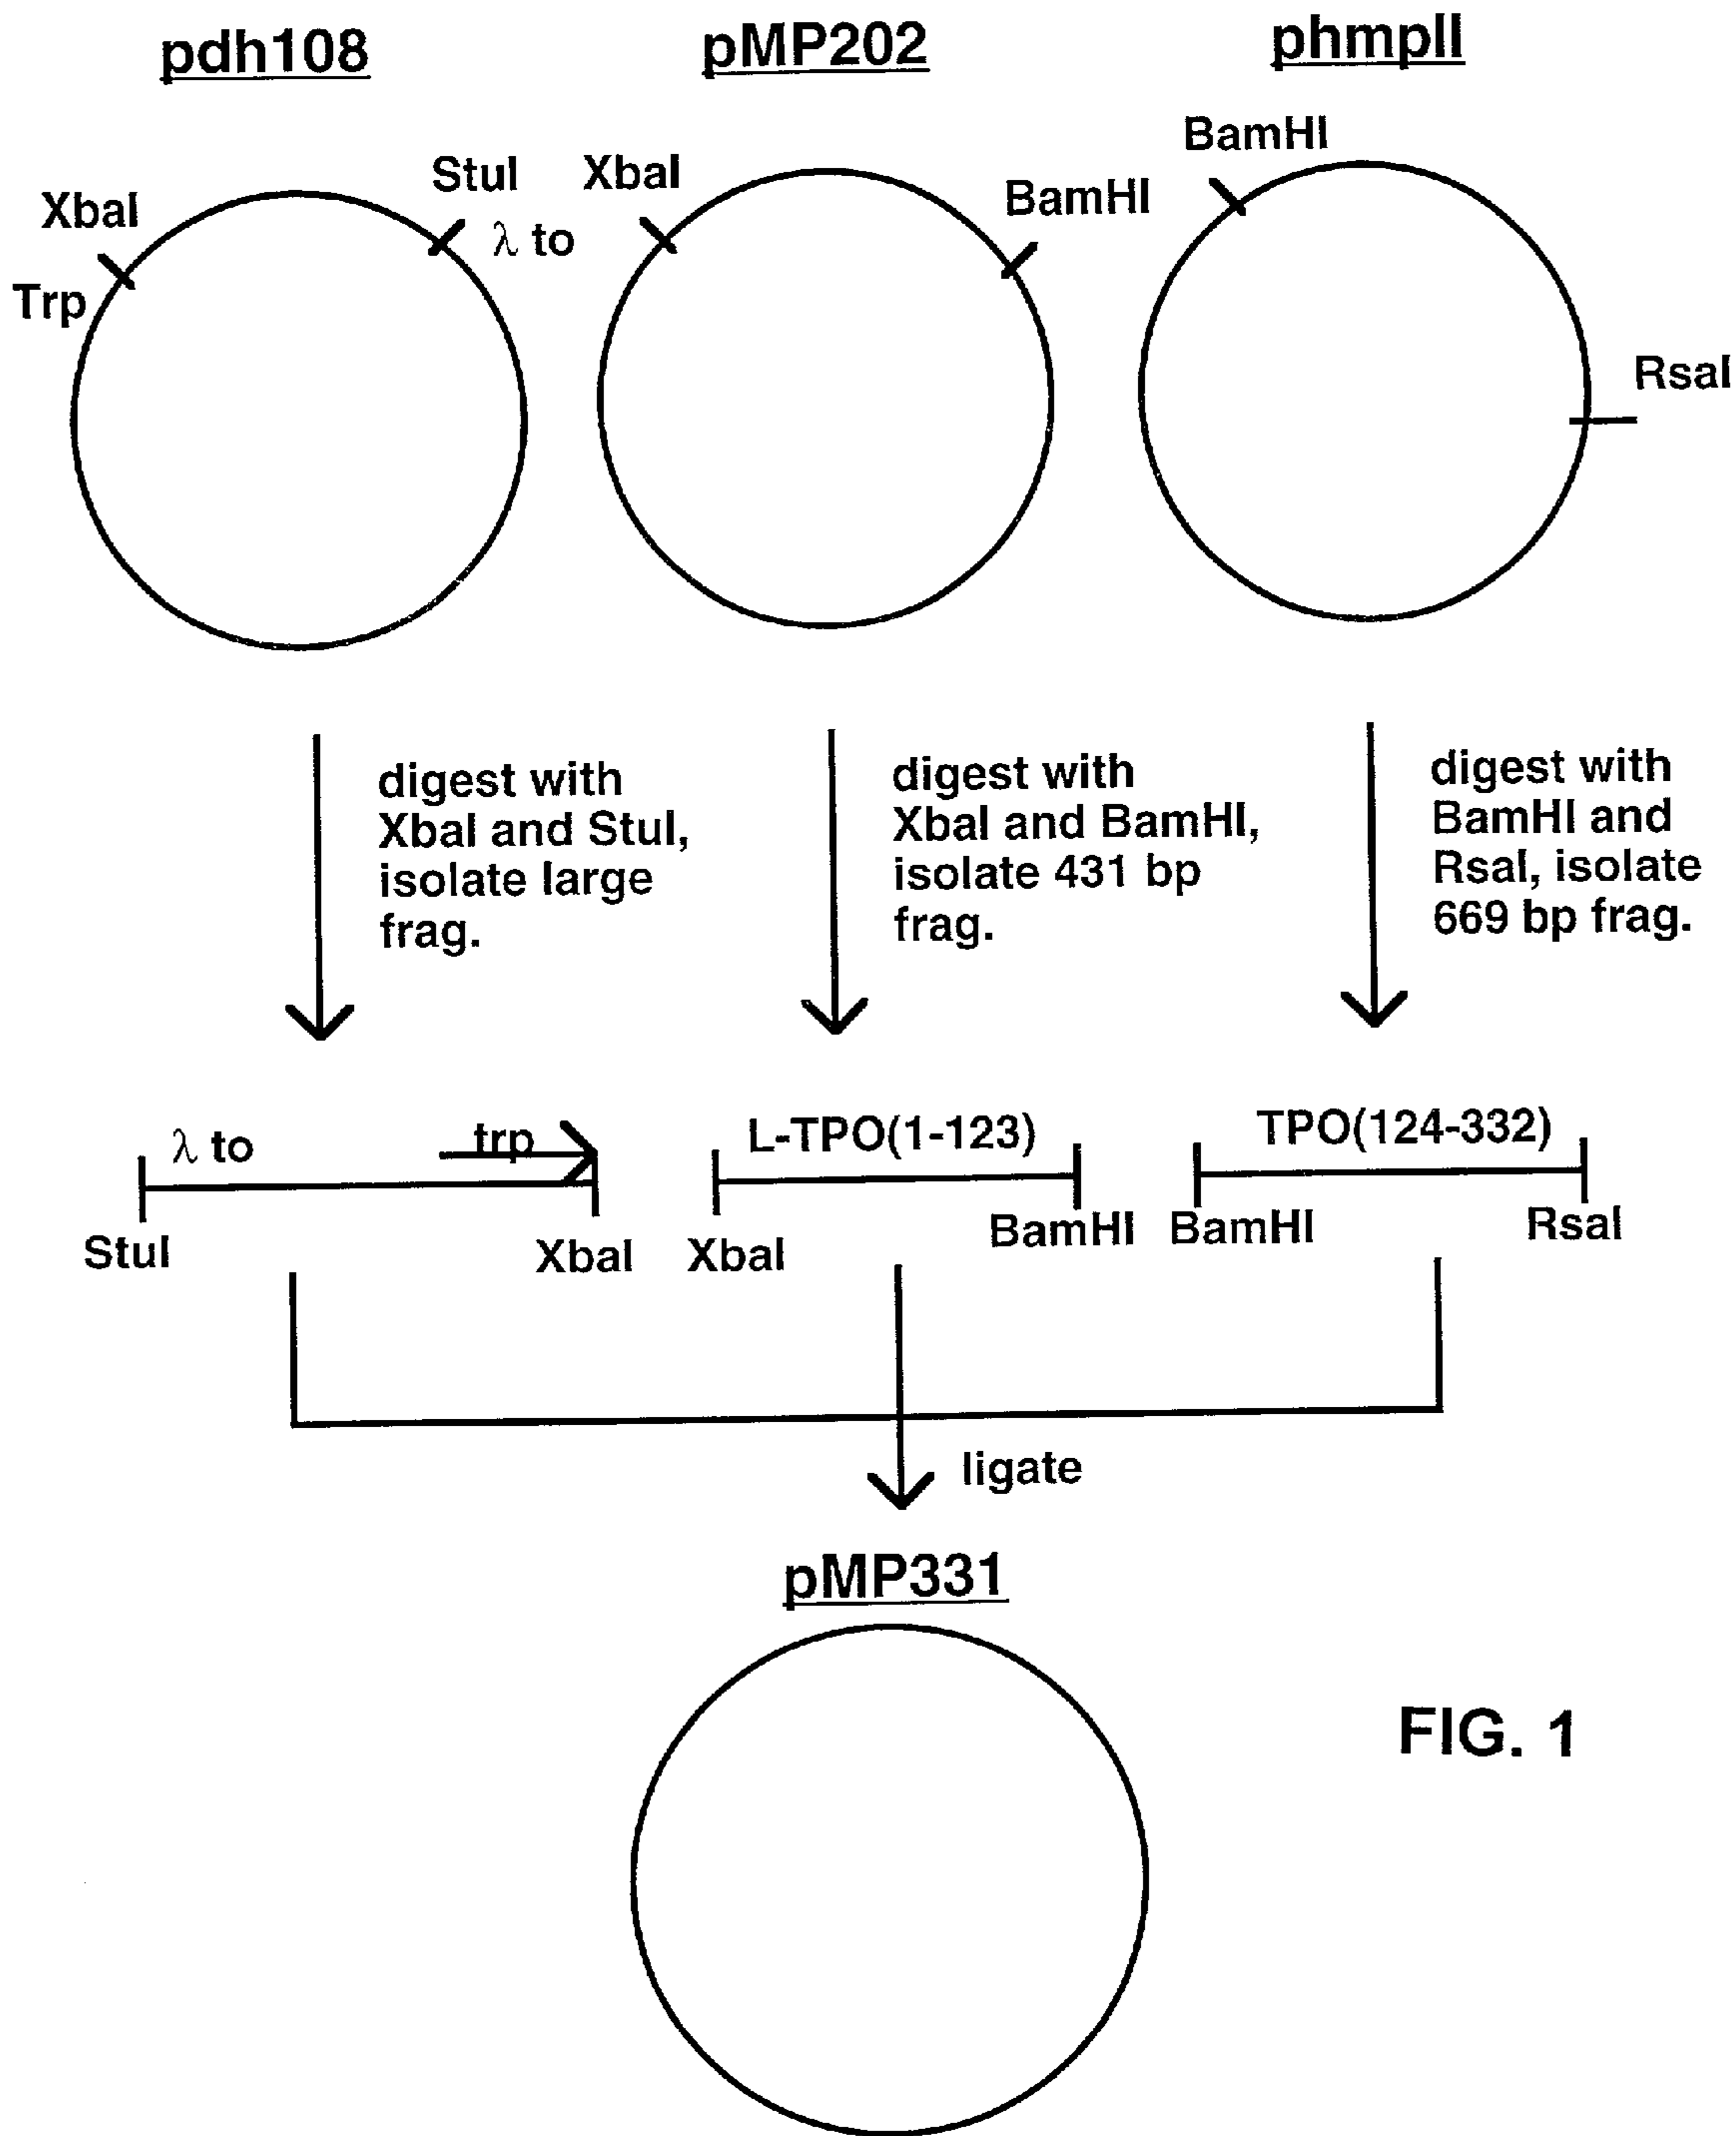 pdh108
pMP202
phmpII
XbaI
Trp
StuI
λ to
XbaI
BamHI
BamHI
RsaI
digest with
XbaI and StuI,
isolate large
frag.
digest with
XbaI and BamHI,
isolate 431 bp
frag.
digest with
BamHI and
RsaI, isolate
669 bp frag.
λ to
trp
StuI
XbaI
L-TPO(1-123)
XbaI
BamHI
TPO(124-332)
BamHI
RsaI
ligate
pMP331
FIG. 1